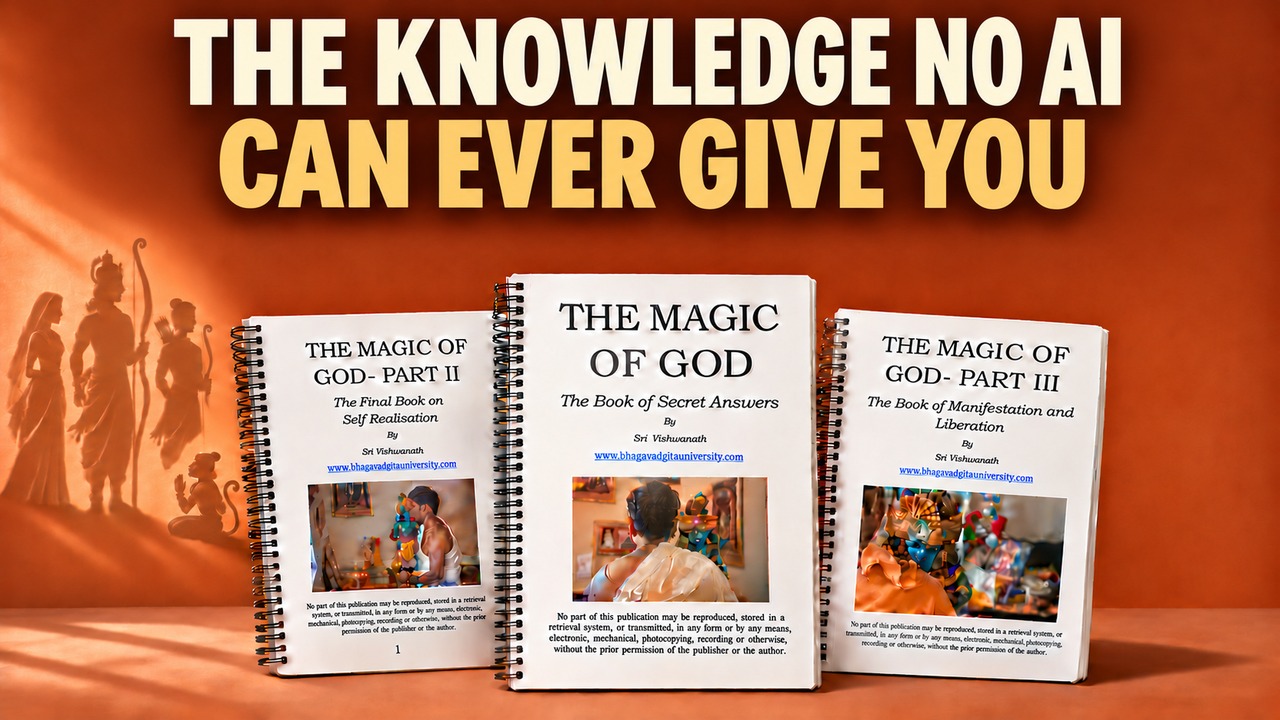 THE KNOWLEDGE NO AI
CAN EVER GIVE YOU
THE MAGIC OF
GOD- PART II
The Final Book on
Self Realisation
By
Sri Vishwanath
www.bhagavadgitauniversity.com
No part of this publication may be reproduced, stored in a retrieval
system, or transmitted, in any form or by any means, electronic,
mechanical, photocopying, recording or otherwise, without the prior
permission of the publisher or the author.
1
THE MAGIC
OF GOD
The Book of Secret Answers
By
Sri Vishwanath
www.bhagavadgitauniversity.com
No part of this publication may be reproduced, stored in a
retrieval system, or transmitted, in any form or by any means,
electronic, mechanical, photocopying, recording or otherwise,
without the prior permission of the publisher or the author.
THE MAGIC OF
GOD- PART III
The Book of Manifestation and
Liberation
By
Sri Vishwanath
www.bhagavadgitauniversity.com
No part of this publication may be reproduced, stored in a retrieval system, or
transmitted, in any form or by any means, electronic, mechanical, photocopying,
recording or otherwise, without the prior permission of the publisher or the author.